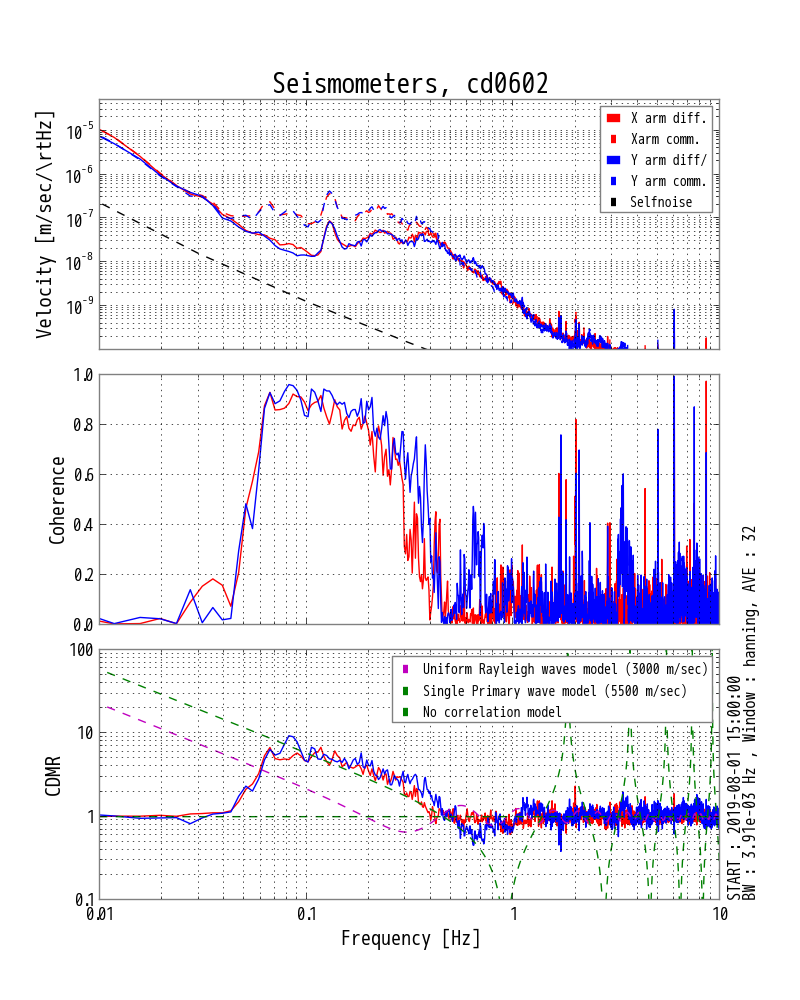 Seismometers, cd0602
Velocity [m/sec/\rtHz]
10^-5
10^-6
10^-7
10^-8
10^-9
X arm diff.
Xarm comm.
Y arm diff/
Y arm comm.
Selfnoise
Coherence
1.0
0.8
0.6
0.4
0.2
0.0
CDMR
100
10
1
0.1
Uniform Rayleigh waves model (3000 m/sec)
Single Primary wave model (5500 m/sec)
No correlation model
0.01
0.1
1
10
Frequency [Hz]
START : 2019-08-01 15:00:00
BW : 3.91e-03 Hz , Window : hanning, AVE : 32